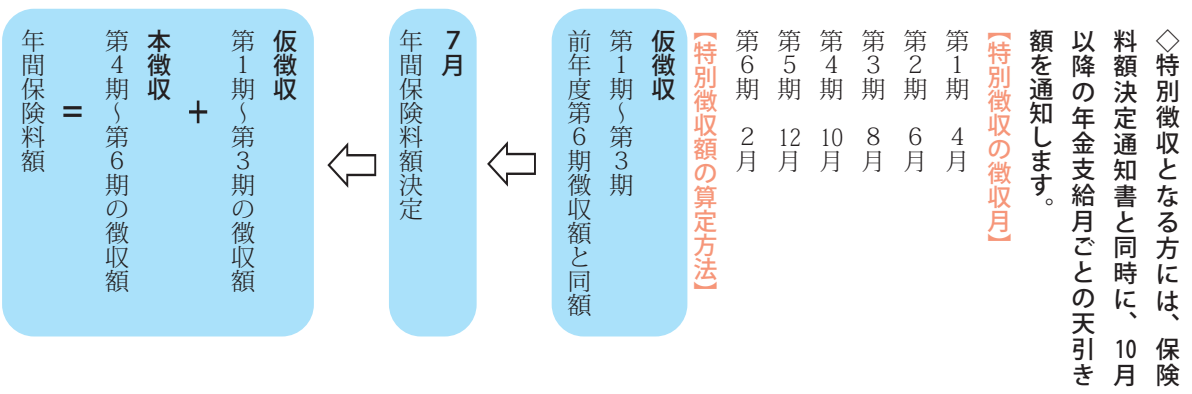 ◇特別徴収となる方には、保険
料額決定通知書と同時に、10月
以降の年金支給月ごとの天引き
額を通知します。
【特別徴収の徴収月】
第1期　4月
第2期　6月
第3期　8月
第4期　10月
第5期　12月
第6期　2月
【特別徴収額の算定方法】
仮徴収
第1期~第3期
前年度第6期徴収額と同額
⇦
7月
年間保険料額決定
⇦
仮徴収
第1期~第3期の徴収額
+
本徴収
第4期~第6期の徴収額
=
年間保険料額